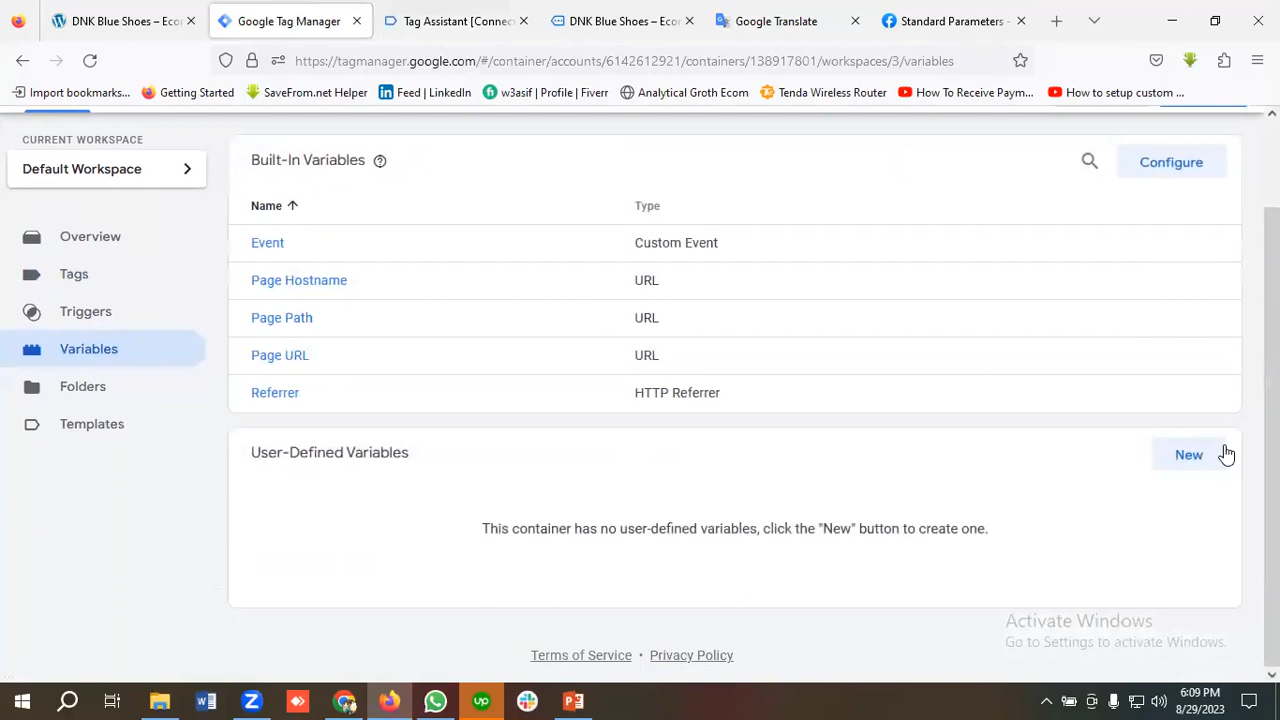 DNK Blue Shoes – Econ
Google Tag Manager
Tag Assistant [Connect
DNK Blue Shoes – Econ
Google Translate
Standard Parameters -
https://tagmanager.google.com/#/container/accounts/6142612921/containers/138917801/workspaces/3/variables
Import bookmarks...
Getting Started
SaveFrom.net Helper
Feed | LinkedIn
w3asif | Profile | Fiverr
Analytical Groth Ecom
Tenda Wireless Router
How To Receive Paym...
How to setup custom ...
CURRENT WORKSPACE
Default Workspace
Overview
Tags
Triggers
Variables
Folders
Templates
Built-In Variables
Configure
Name
Type
Event
Custom Event
Page Hostname
URL
Page Path
URL
Page URL
URL
Referrer
HTTP Referrer
User-Defined Variables
New
This container has no user-defined variables, click the "New" button to create one.
Activate Windows
Go to Settings to activate Windows.
Terms of Service • Privacy Policy
6:09 PM
8/29/2023